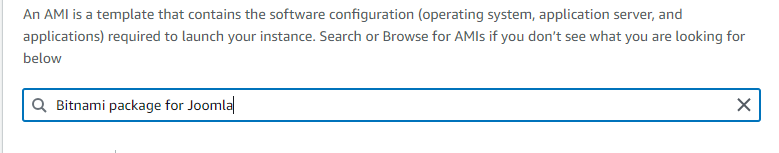 An AMI is a template that contains the software configuration (operating system, application server, and
applications) required to launch your instance. Search or Browse for AMIs if you don’t see what you are looking for
below
Bitnami package for Joomla